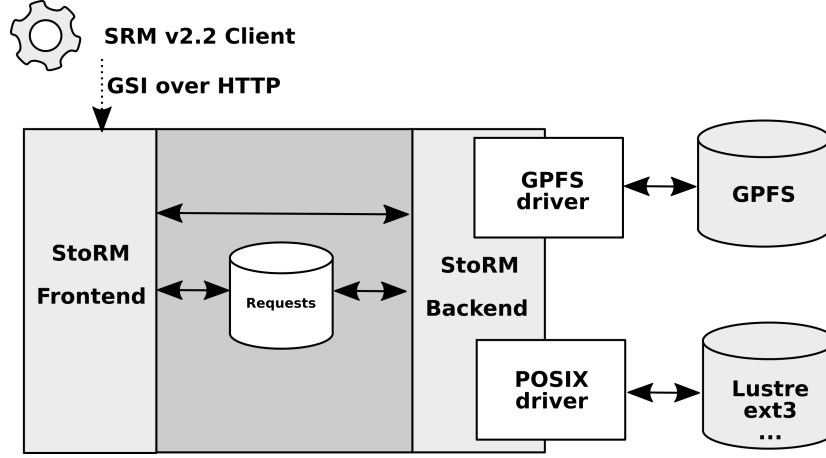 SRM v2.2 Client
GSI over HTTP
StoRM
Frontend
Requests
StoRM
Backend
GPFS
driver
GPFS
POSIX
driver
Lustre
ext3
...